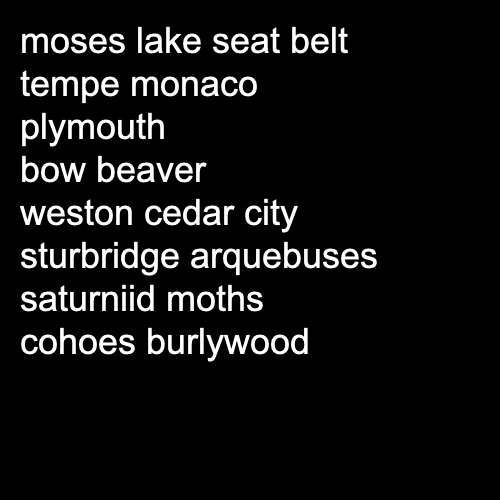 moses lake seat belt
tempe monaco
plymouth
bow beaver
weston cedar city
sturbridge arquebuses
saturniid moths
cohoes burlywood